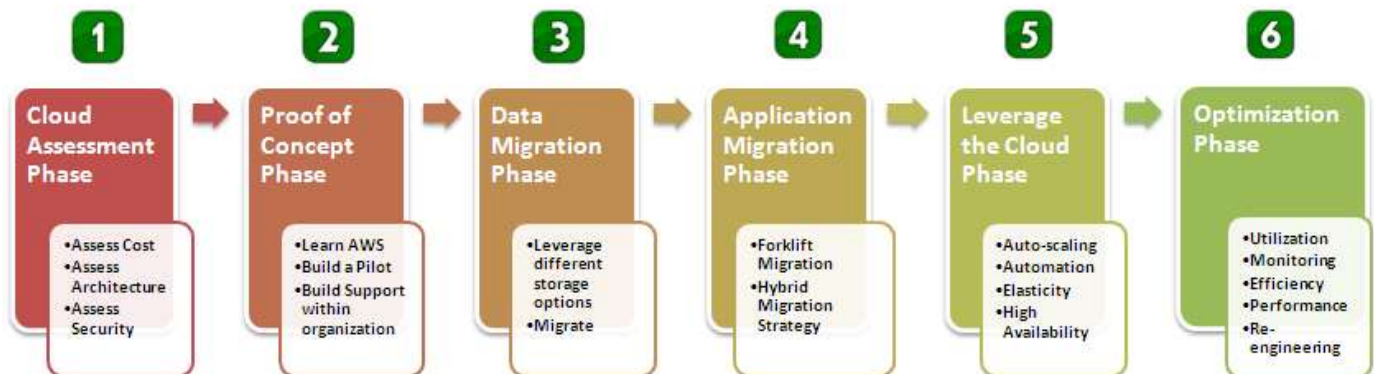 1
2
3
4
5
6
Cloud
Assessment
Phase
•Assess Cost
•Assess
Architecture
•Assess
Security
Proof of
Concept
Phase
•Learn AWS
•Build a Pilot
•Build Support
within
organization
Data
Migration
Phase
•Leverage
different
storage
options
•Migrate
Application
Migration
Phase
•Forklift
Migration
•Hybrid
Migration
Strategy
Leverage
the Cloud
Phase
•Auto-scaling
•Automation
•Elasticity
•High
Availability
Optimization
Phase
•Utilization
•Monitoring
•Efficiency
•Performance
•Re-
engineering